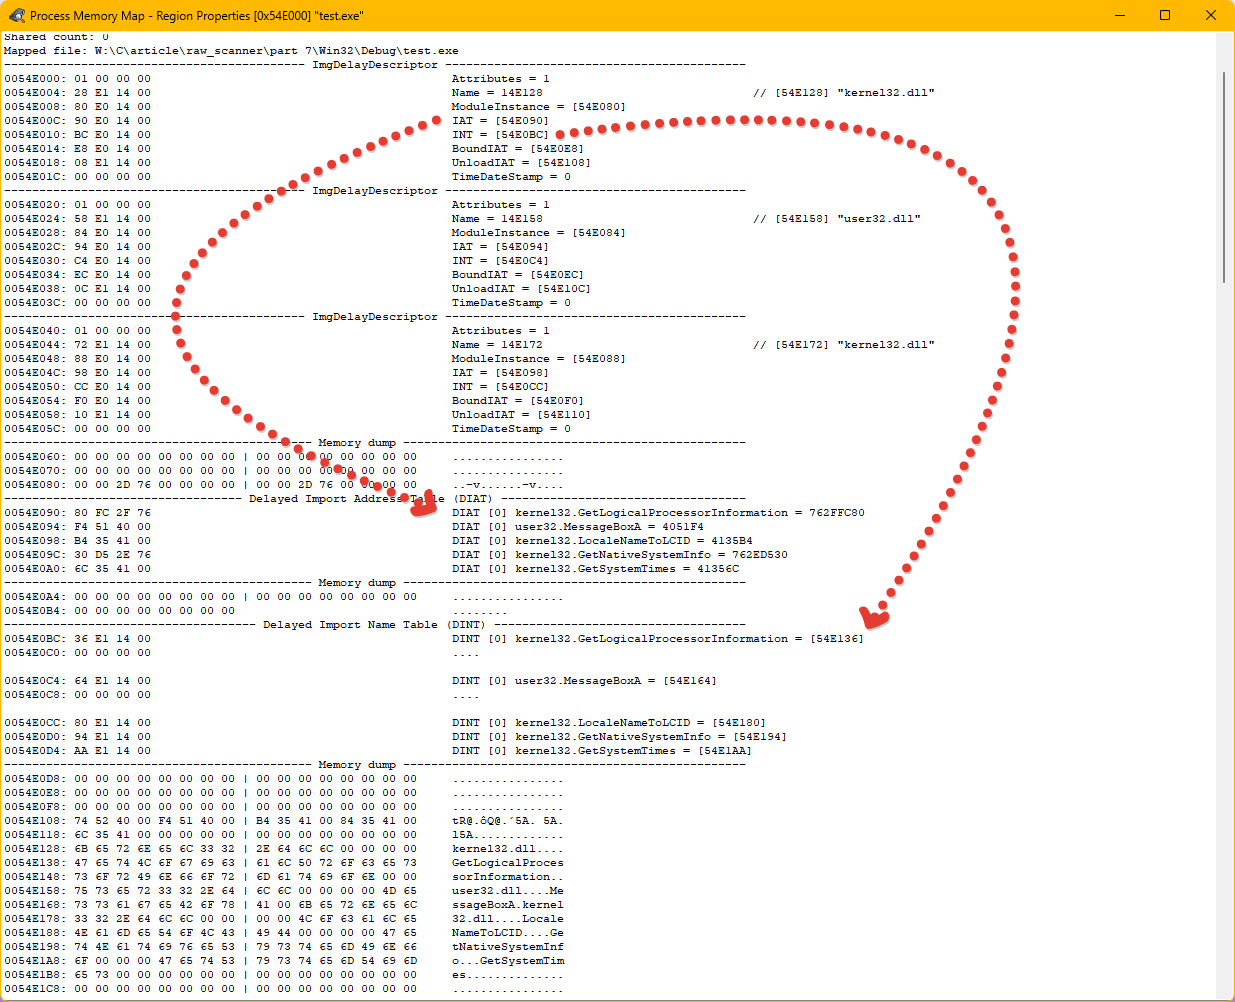 Process Memory Map - Region Properties [0x54E000] "test.exe"
Shared count: 0
Mapped file: W:\C\article\raw_scanner\part 7\Win32\Debug\test.exe
------------------------------------------- ImgDelayDescriptor -------------------------------------------
0054E000: 01 00 00 00 Attributes = 1
0054E004: 28 E1 14 00 Name = 14E128 // [54E128] "kernel32.dll"
0054E008: 80 E0 14 00 ModuleInstance = [54E080]
0054E00C: 90 E0 14 00 IAT = [54E090]
0054E010: BC E0 14 00 INT = [54E0BC]
0054E014: E8 E0 14 00 BoundIAT = [54E0E8]
0054E018: 08 E1 14 00 UnloadIAT = [54E108]
0054E01C: 00 00 00 00 TimeDateStamp = 0
------------------------------------------- ImgDelayDescriptor -------------------------------------------
0054E020: 01 00 00 00 Attributes = 1
0054E024: 58 E1 14 00 Name = 14E158 // [54E158] "user32.dll"
0054E028: 84 E0 14 00 ModuleInstance = [54E084]
0054E02C: 94 E0 14 00 IAT = [54E094]
0054E030: C4 E0 14 00 INT = [54E0C4]
0054E034: EC E0 14 00 BoundIAT = [54E0EC]
0054E038: 0C E1 14 00 UnloadIAT = [54E10C]
0054E03C: 00 00 00 00 TimeDateStamp = 0
------------------------------------------- ImgDelayDescriptor -------------------------------------------
0054E040: 01 00 00 00 Attributes = 1
0054E044: 72 E1 14 00 Name = 14E172 // [54E172] "kernel32.dll"
0054E048: 88 E0 14 00 ModuleInstance = [54E088]
0054E04C: 98 E0 14 00 IAT = [54E098]
0054E050: CC E0 14 00 INT = [54E0CC]
0054E054: F0 E0 14 00 BoundIAT = [54E0F0]
0054E058: 10 E1 14 00 UnloadIAT = [54E110]
0054E05C: 00 00 00 00 TimeDateStamp = 0
-------------------------------------------- Memory dump -------------------------------------------------
0054E060: 00 00 00 00 00 00 00 00 | 00 00 00 00 00 00 00 00 ................
0054E070: 00 00 00 00 00 00 00 00 | 00 00 00 00 00 00 00 00 ................
0054E080: 00 00 2D 76 00 00 00 00 | 00 00 2D 76 00 00 00 00 ..-v......-v....
---------------------------------- Delayed Import Address Table (DIAT) -----------------------------------
0054E090: 80 FC 2F 76 DIAT [0] kernel32.GetLogicalProcessorInformation = 762FFC80
0054E094: F4 51 40 00 DIAT [0] user32.MessageBoxA = 4051F4
0054E098: B4 35 41 00 DIAT [0] kernel32.LocaleNameToLCID = 4135B4
0054E09C: 30 D5 2E 76 DIAT [0] kernel32.GetNativeSystemInfo = 762ED530
0054E0A0: 6C 35 41 00 DIAT [0] kernel32.GetSystemTimes = 41356C
-------------------------------------------- Memory dump -------------------------------------------------
0054E0A4: 00 00 00 00 00 00 00 00 | 00 00 00 00 00 00 00 00 ................
0054E0B4: 00 00 00 00 00 00 00 00 ........
------------------------------------ Delayed Import Name Table (DINT) ------------------------------------
0054E0BC: 36 E1 14 00 DINT [0] kernel32.GetLogicalProcessorInformation = [54E136]
0054E0C0: 00 00 00 00 ....
0054E0C4: 64 E1 14 00 DINT [0] user32.MessageBoxA = [54E164]
0054E0C8: 00 00 00 00 ....
0054E0CC: 80 E1 14 00 DINT [0] kernel32.LocaleNameToLCID = [54E180]
0054E0D0: 94 E1 14 00 DINT [0] kernel32.GetNativeSystemInfo = [54E194]
0054E0D4: AA E1 14 00 DINT [0] kernel32.GetSystemTimes = [54E1AA]
-------------------------------------------- Memory dump -------------------------------------------------
0054E0D8: 00 00 00 00 00 00 00 00 | 00 00 00 00 00 00 00 00 ................
0054E0E8: 00 00 00 00 00 00 00 00 | 00 00 00 00 00 00 00 00 ................
0054E0F8: 00 00 00 00 00 00 00 00 | 00 00 00 00 00 00 00 00 ................
0054E108: 74 52 40 00 F4 51 40 00 | B4 35 41 00 84 35 41 00 tR@.ôQ@.´5A. 5A.
0054E118: 6C 35 41 00 00 00 00 00 | 00 00 00 00 00 00 00 00 l5A.............
0054E128: 6B 65 72 6E 65 6C 33 32 | 2E 64 6C 6C 00 00 00 00 kernel32.dll....
0054E138: 47 65 74 4C 6F 67 69 63 | 61 6C 50 72 6F 63 65 73 GetLogicalProces
0054E148: 73 6F 72 49 6E 66 6F 72 | 6D 61 74 69 6F 6E 00 00 sorInformation..
0054E158: 75 73 65 72 33 32 2E 64 | 6C 6C 00 00 00 00 4D 65 user32.dll....Me
0054E168: 73 73 61 67 65 42 6F 78 | 41 00 6B 65 72 6E 65 6C ssageBoxA.kernel
0054E178: 33 32 2E 64 6C 6C 00 00 | 00 00 4C 6F 63 61 6C 65 32.dll....Locale
0054E188: 4E 61 6D 65 54 6F 4C 43 | 49 44 00 00 00 00 47 65 NameToLCID....Ge
0054E198: 74 4E 61 74 69 76 65 53 | 79 73 74 65 6D 49 6E 66 tNativeSystemInf
0054E1A8: 6F 00 00 00 47 65 74 53 | 79 73 74 65 6D 54 69 6D o...GetSystemTim
0054E1B8: 65 73 00 00 00 00 00 00 | 00 00 00 00 00 00 00 00 es..............
0054E1C8: 00 00 00 00 00 00 00 00 | 00 00 00 00 00 00 00 00 ................